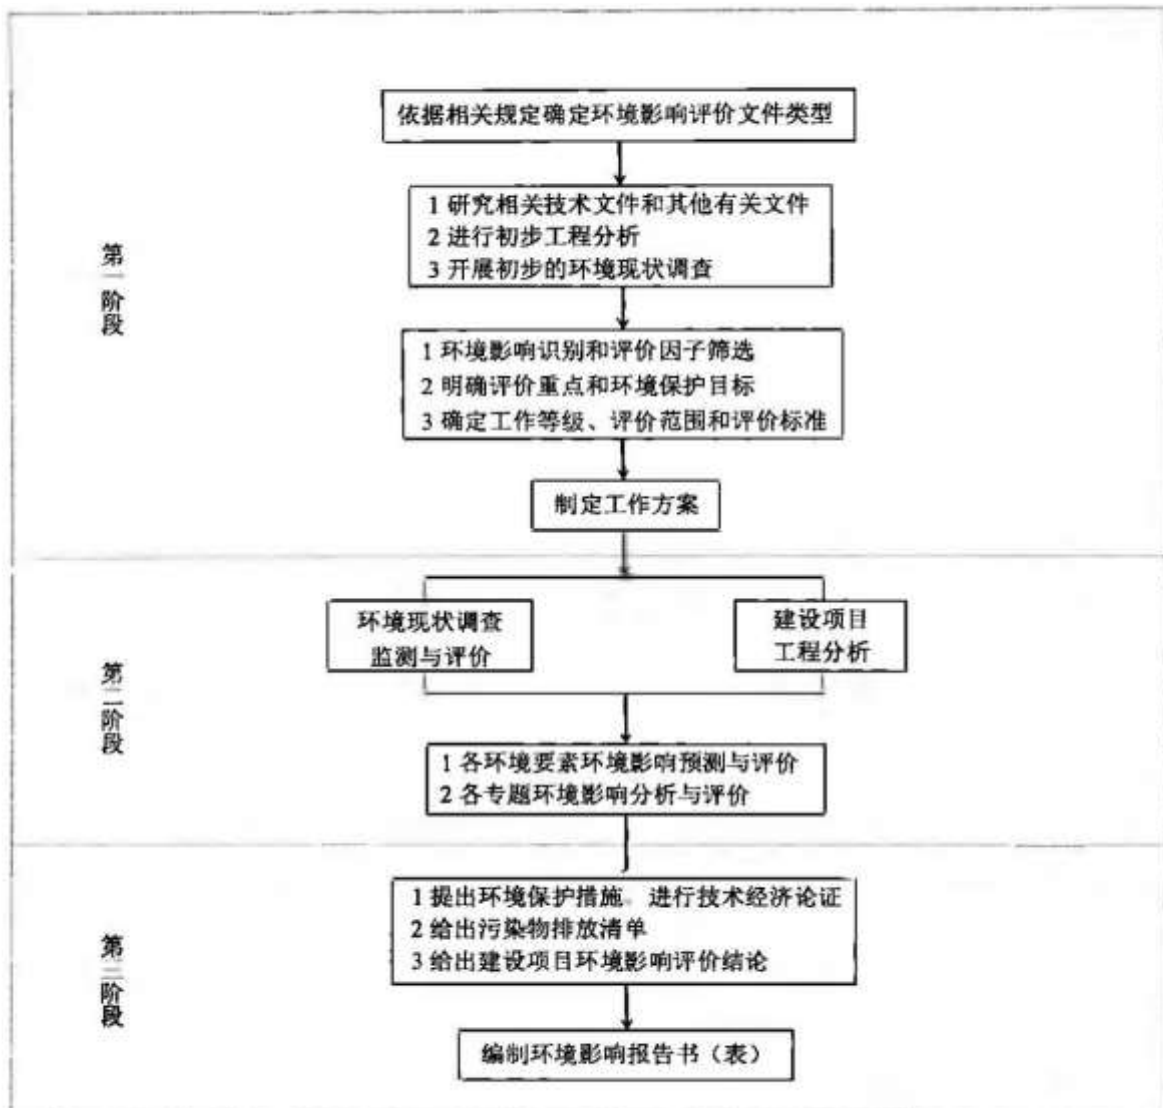 依据相关规定确定环境影响评价文件类型
1 研究相关技术文件和其他有关文件
2 进行初步工程分析
3 开展初步的环境现状调查
第一阶段
1 环境影响识别和评价因子筛选
2 明确评价重点和环境保护目标
3 确定工作等级、评价范围和评价标准
制定工作方案
环境现状调查
监测与评价
建设项目
工程分析
第二阶段
1 各环境要素环境影响预测与评价
2 各专题环境影响分析与评价
1 提出环境保护措施，进行技术经济论证
2 给出污染物排放清单
3 给出建设项目环境影响评价结论
第三阶段
编制环境影响报告书（表）